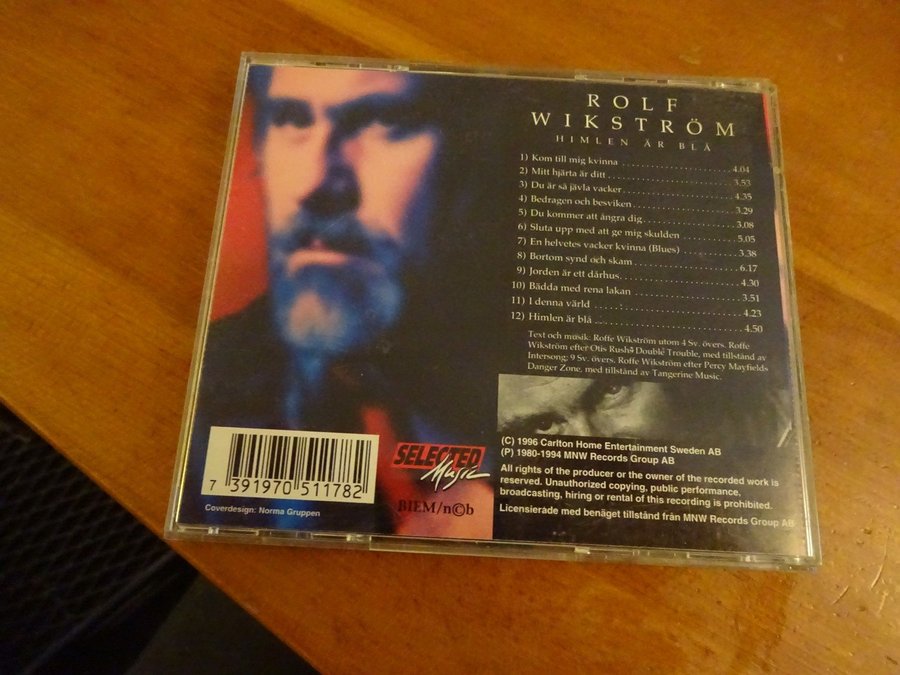 ROLF
WIKSTRÖM
HIMLEN ÄR BLÅ
1) Kom till mig kvinna 4.04
2) Mitt hjärta är ditt 3.53
3) Du är så jävla vacker 4.35
4) Bedragen och besviken 3.29
5) Du kommer att ångra dig 3.08
6) Sluta upp med att ge mig skulden 5.05
7) En helvetes vacker kvinna (Blues) 3.38
8) Bortom synd och skam 6.17
9) Jorden är ett dårhus 4.30
10) Bädda med rena lakan 3.51
11) I denna värld 4.23
12) Himlen är blå 4.50
Text och musik: Roffe Wikström utom 4 Sv. övers. Roffe
Wikström efter Otis Rush Double Trouble, med tillstånd av
Intersong; 9 Sv. övers. Roffe Wikström efter Percy Mayfields
Danger Zone, med tillstånd av Tangerine Music.
(C) 1996 Carlton Home Entertainment Sweden AB
(P) 1980-1994 MNW Records Group AB
All rights of the producer or the owner of the recorded work is
reserved. Unauthorized copying, public performance,
broadcasting, hiring or rental of this recording is prohibited.
Licensierade med benäget tillstånd från MNW Records Group AB
SELECTED
Music
BIEM/n©b
7 391970 511782
Coverdesign: Norma Gruppen